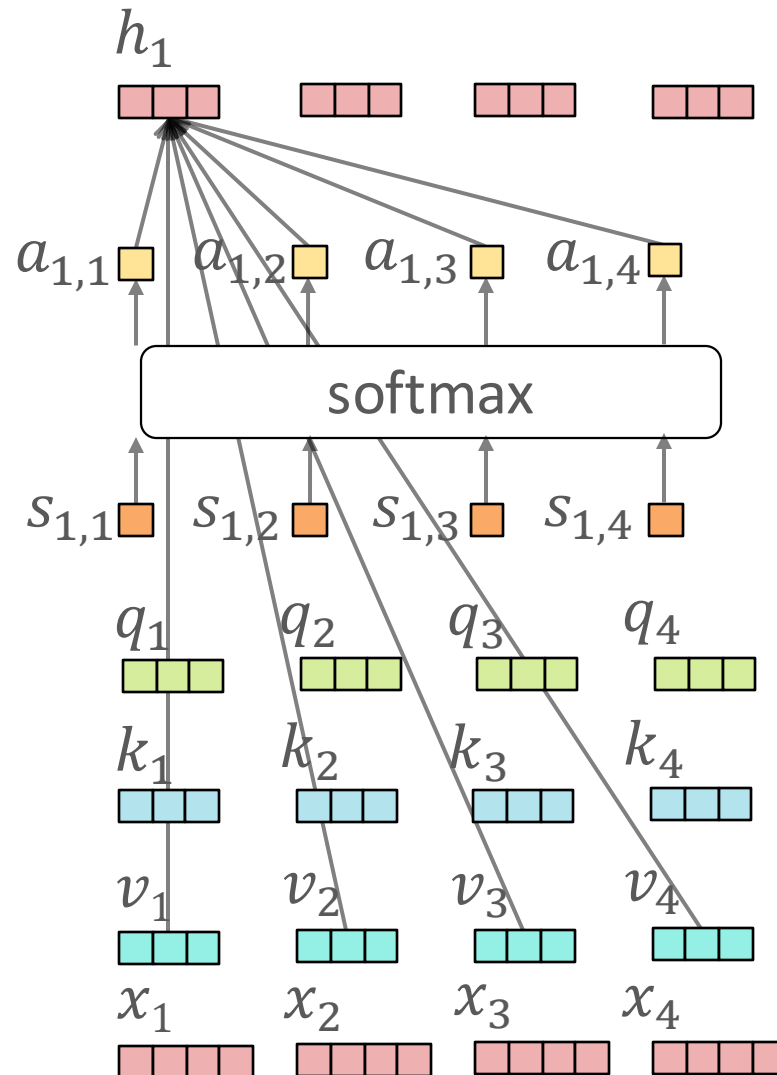 h₁
a₁,₁ a₁,₂ a₁,₃ a₁,₄
softmax
s₁,₁ s₁,₂ s₁,₃ s₁,₄
q₁ q₂ q₃ q₄
k₁ k₂ k₃ k₄
v₁ v₂ v₃ v₄
x₁ x₂ x₃ x₄